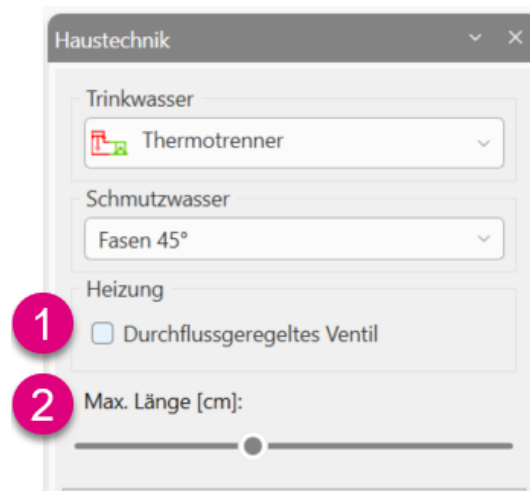 Haustechnik
Trinkwasser
Thermotrenner
Schmutzwasser
Fasen 45°
Heizung
1
Durchflussgeregeltes Ventil
2
Max. Länge [cm]: